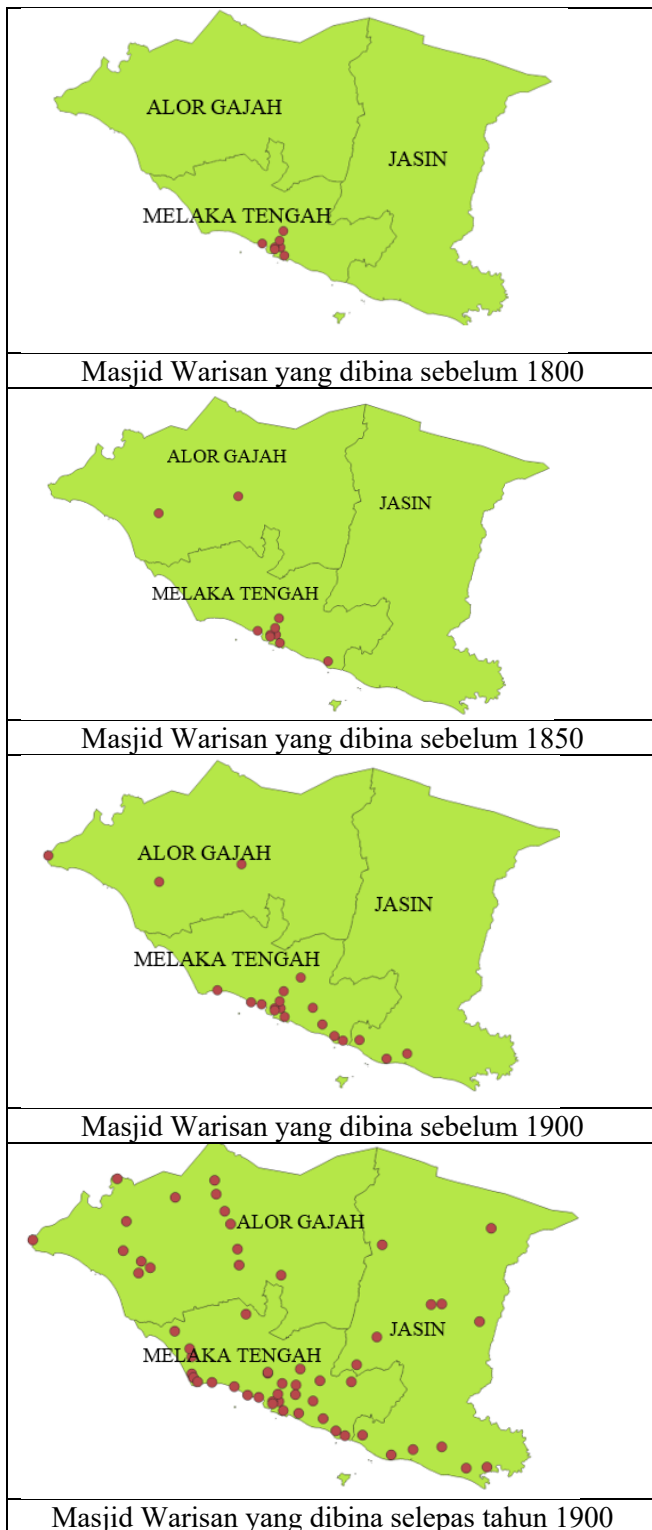 ALOR GAJAH
JASIN
MELAKA TENGAH
Masjid Warisan yang dibina sebelum 1800
ALOR GAJAH
JASIN
MELAKA TENGAH
Masjid Warisan yang dibina sebelum 1850
ALOR GAJAH
JASIN
MELAKA TENGAH
Masjid Warisan yang dibina sebelum 1900
ALOR GAJAH
JASIN
MELAKA TENGAH
Masjid Warisan yang dibina selepas tahun 1900